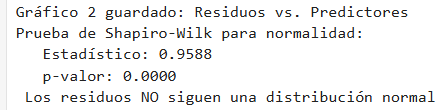 Gráfico 2 guardado: Residuos vs. Predictores
Prueba de Shapiro-Wilk para normalidad:
Estadístico: 0.9588
p-valor: 0.0000
Los residuos NO siguen una distribución normal